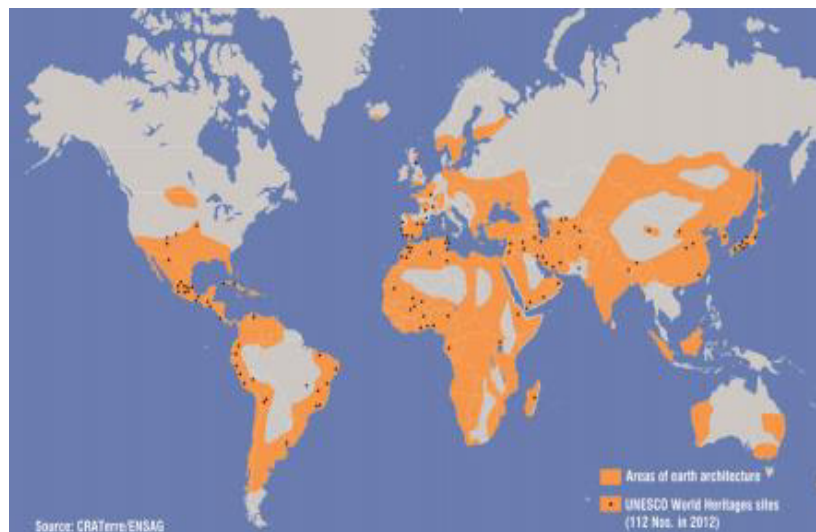 Areas of earth architecture
UNESCO World Heritages sites
(112 Nos. in 2012)
Source: CRATerre/ENSAG